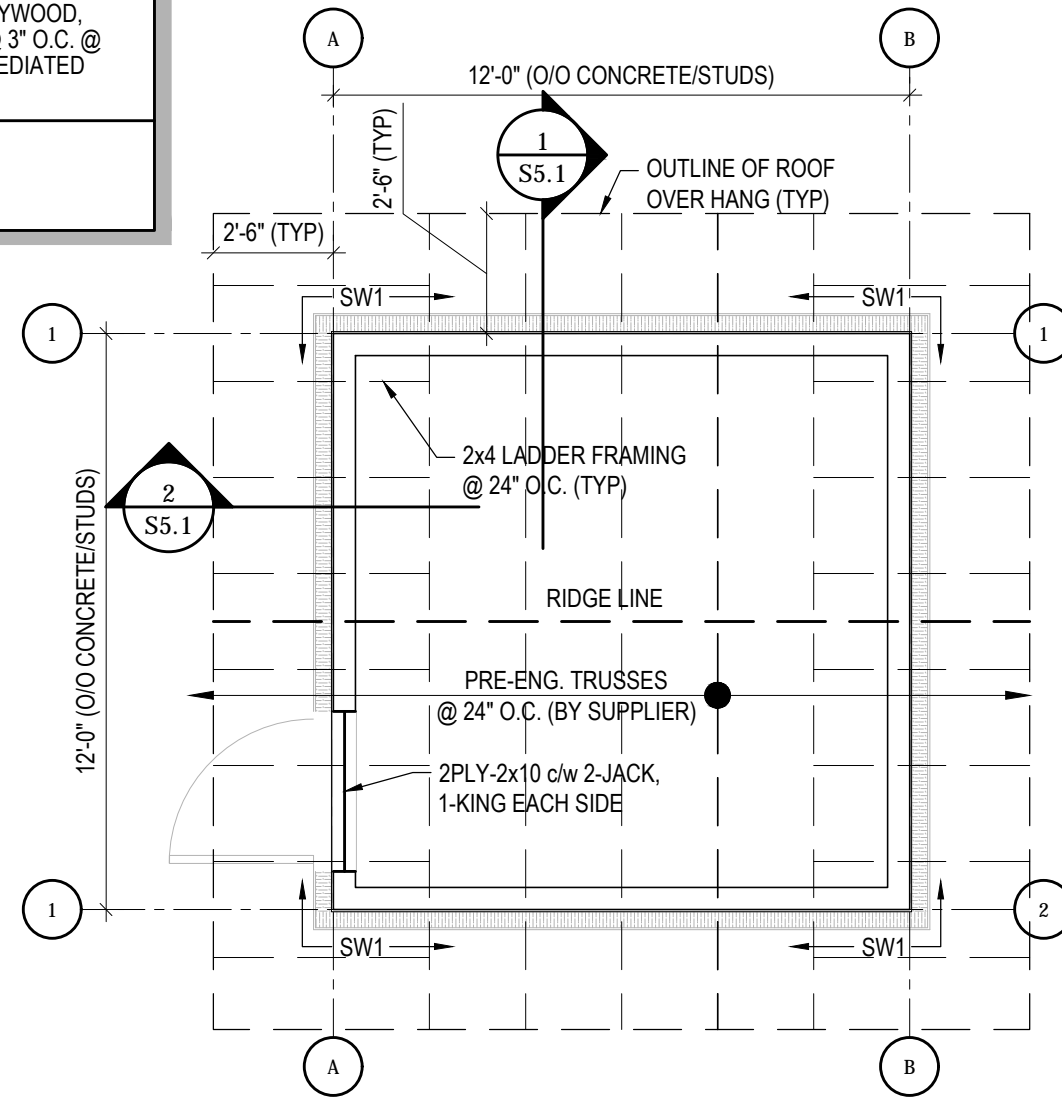 YWOOD,
3" O.C. @
EDIATED
A
B
12'-0" (O/O CONCRETE/STUDS)
2'-6" (TYP)
1
S5.1
OUTLINE OF ROOF
OVER HANG (TYP)
2'-6" (TYP)
SW1
SW1
1
1
2x4 LADDER FRAMING
@ 24" O.C. (TYP)
2
S5.1
12'-0" (O/O CONCRETE/STUDS)
RIDGE LINE
PRE-ENG. TRUSSES
@ 24" O.C. (BY SUPPLIER)
2PLY-2x10 c/w 2-JACK,
1-KING EACH SIDE
1
2
SW1
SW1
A
B